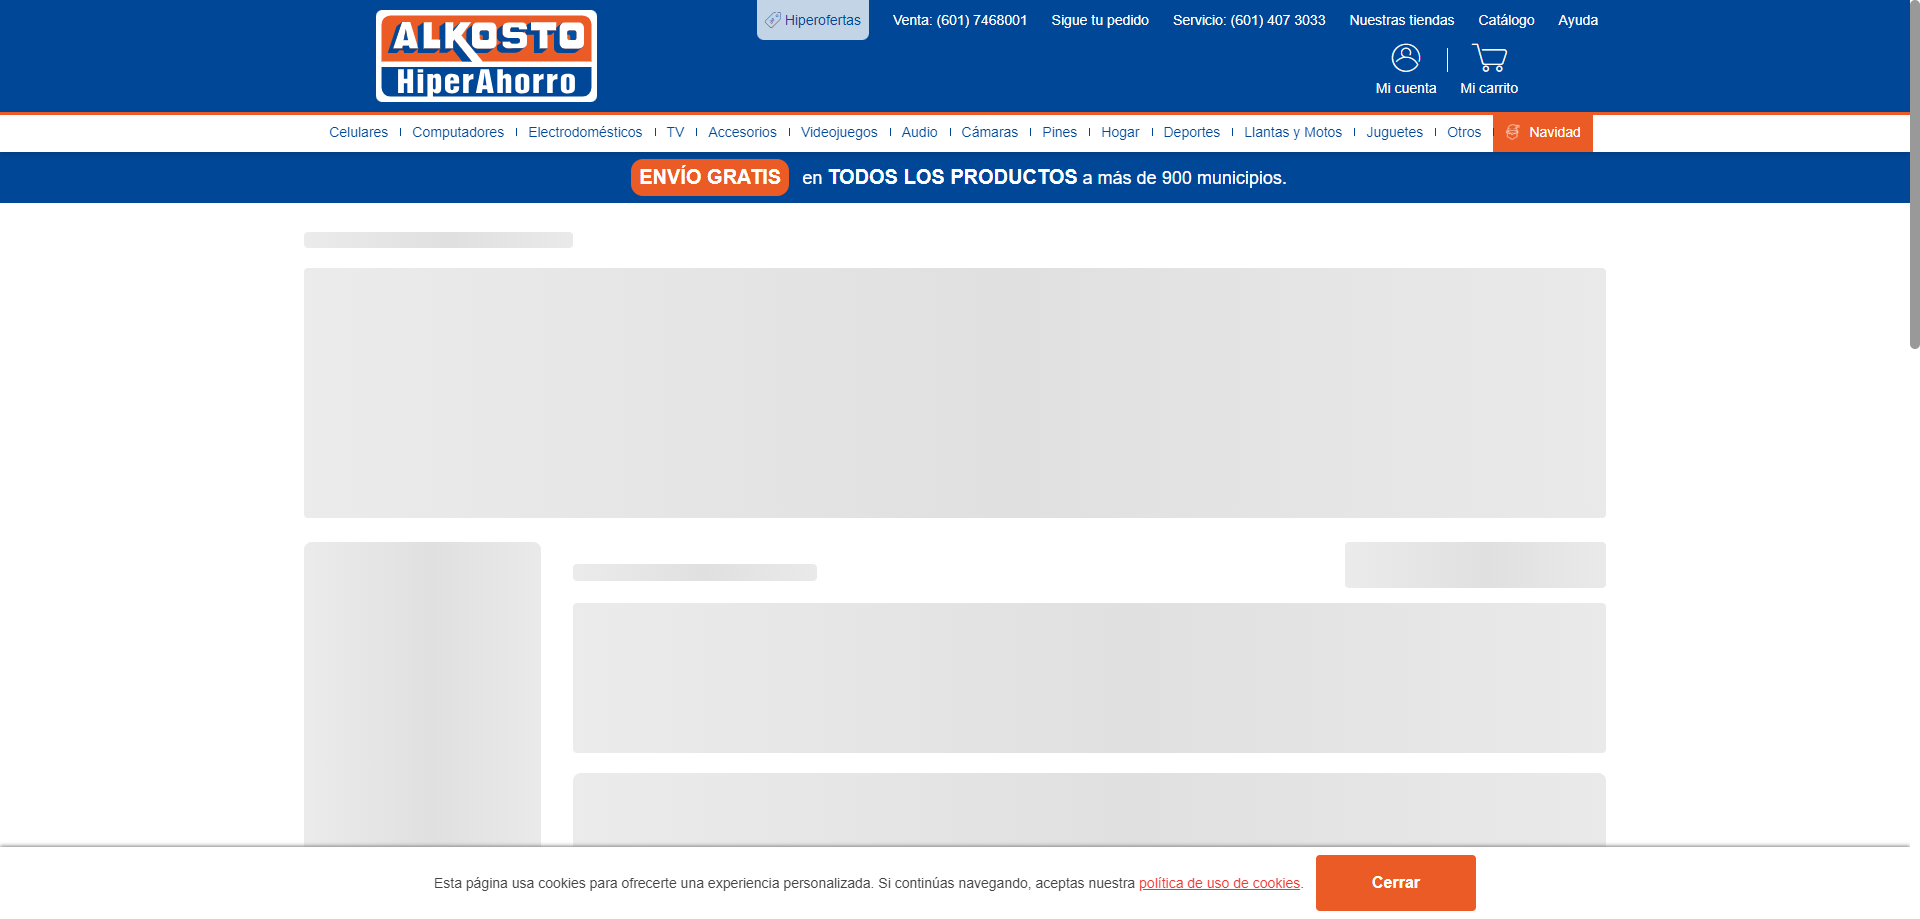 ALKOSTO
HiperAhorro
Hiperofertas
Venta: (601) 7468001
Sigue tu pedido
Servicio: (601) 407 3033
Nuestras tiendas
Catálogo
Ayuda
Mi cuenta
Mi carrito
Celulares
Computadores
Electrodomésticos
TV
Accesorios
Videojuegos
Audio
Cámaras
Pines
Hogar
Deportes
Llantas y Motos
Juguetes
Otros
Navidad
ENVÍO GRATIS en TODOS LOS PRODUCTOS a más de 900 municipios.
Esta página usa cookies para ofrecerte una experiencia personalizada. Si continúas navegando, aceptas nuestra política de uso de cookies.
Cerrar